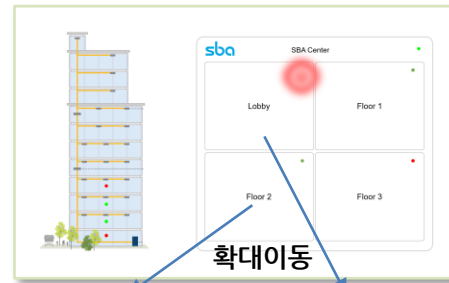 sba
SBA Center
Lobby
Floor 1
Floor 2
Floor 3
확대이동